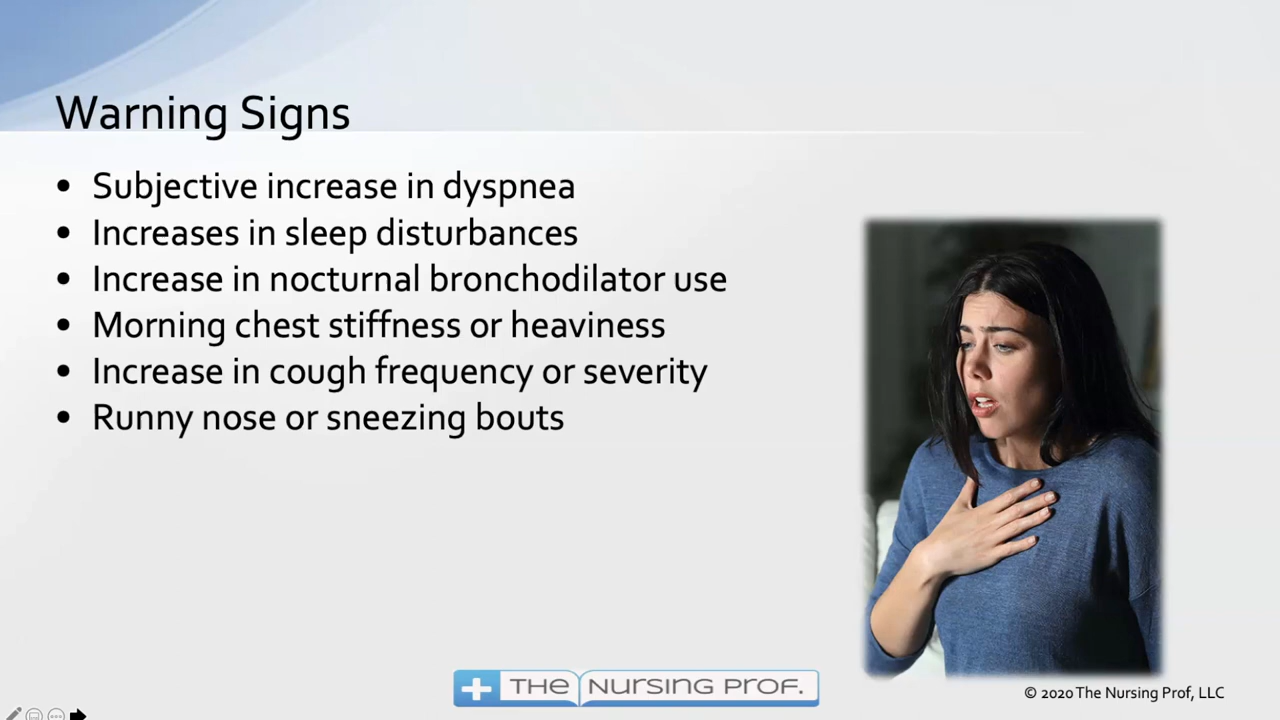 Warning Signs
• Subjective increase in dyspnea
• Increases in sleep disturbances
• Increase in nocturnal bronchodilator use
• Morning chest stiffness or heaviness
• Increase in cough frequency or severity
• Runny nose or sneezing bouts
THE NURSING PROF.
© 2020 The Nursing Prof, LLC